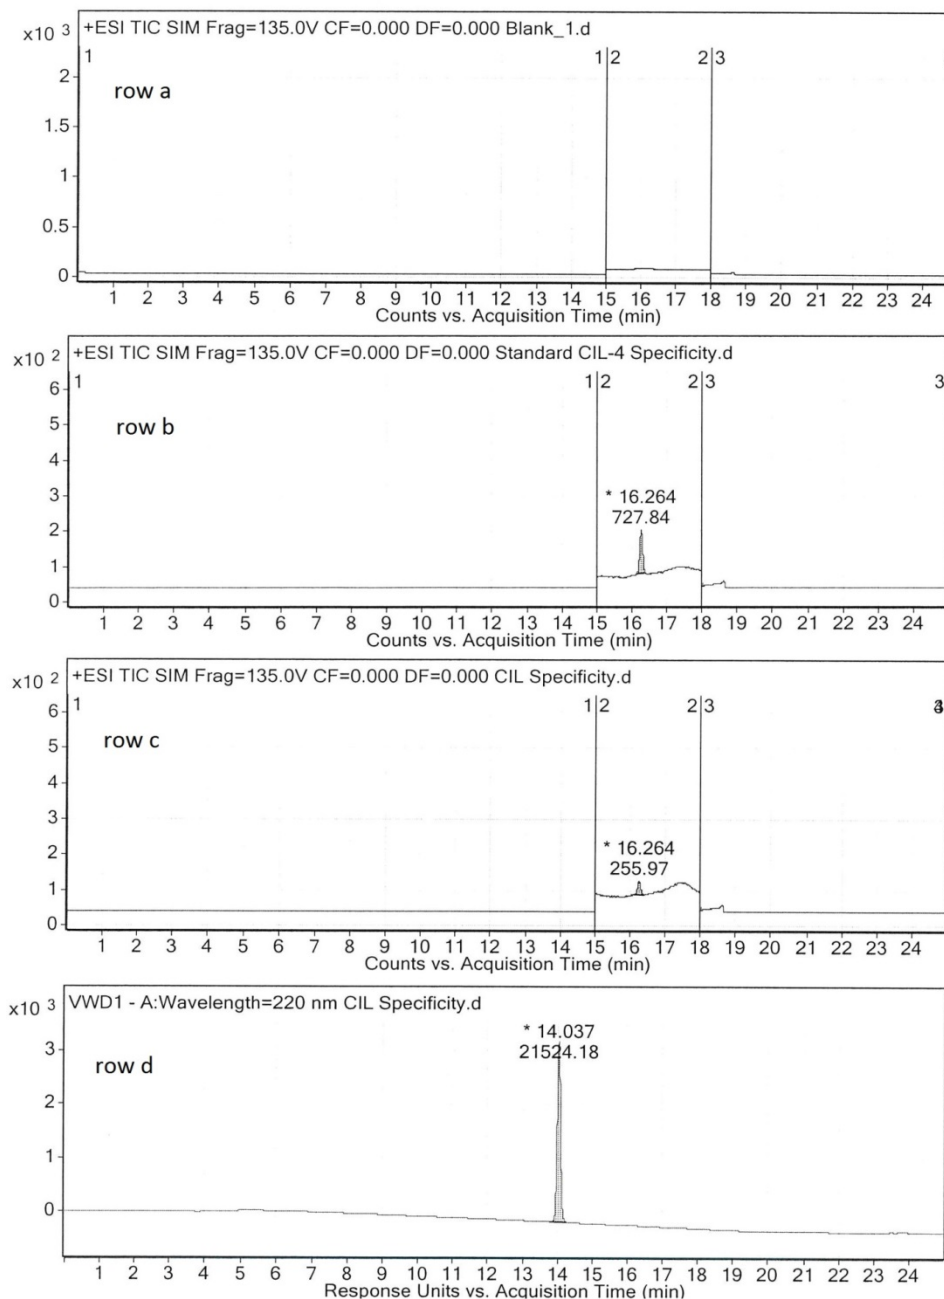 +ESI TIC SIM Frag=135.0V CF=0.000 DF=0.000 Blank_1.d
x10 3
1 1 2 2 3
2
row a
1.5
1
0.5
0
1 2 3 4 5 6 7 8 9 10 11 12 13 14 15 16 17 18 19 20 21 22 23 24
Counts vs. Acquisition Time (min)
+ESI TIC SIM Frag=135.0V CF=0.000 DF=0.000 Standard CIL-4 Specificity.d
x10 2
1 1 2 2 3 3
6
5
row b
4
3
* 16.264
727.84
2
1
0
1 2 3 4 5 6 7 8 9 10 11 12 13 14 15 16 17 18 19 20 21 22 23 24
Counts vs. Acquisition Time (min)
+ESI TIC SIM Frag=135.0V CF=0.000 DF=0.000 CIL Specificity.d
x10 2
1 1 2 2 3
6
row c
5
4
3
2
* 16.264
255.97
1
0
1 2 3 4 5 6 7 8 9 10 11 12 13 14 15 16 17 18 19 20 21 22 23 24
Counts vs. Acquisition Time (min)
VWD1 - A:Wavelength=220 nm CIL Specificity.d
x10 3
* 14.037
21524.18
3
row d
2
1
0
1 2 3 4 5 6 7 8 9 10 11 12 13 14 15 16 17 18 19 20 21 22 23 24
Response Units vs. Acquisition Time (min)